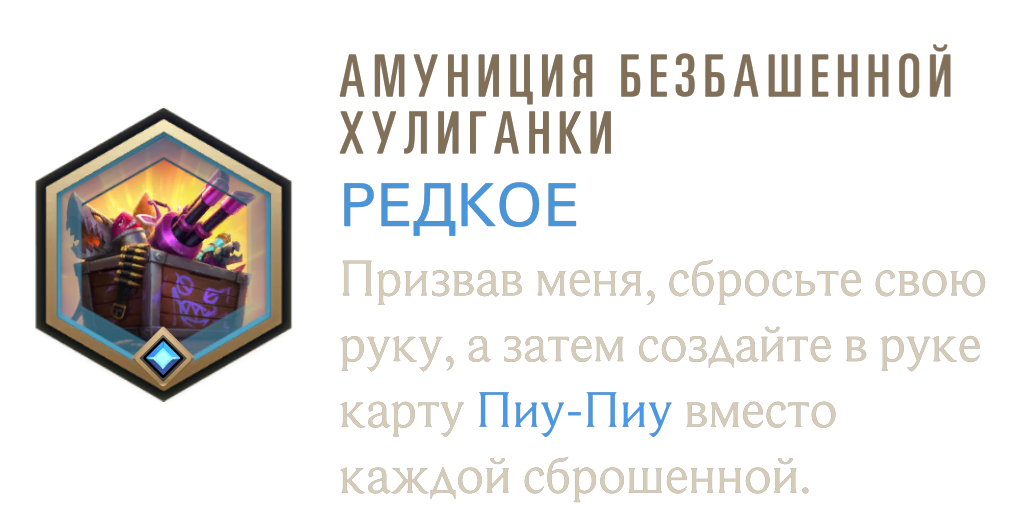 АМУНИЦИЯ БЕЗБАШЕННОЙ
ХУЛИГАНКИ
РЕДКОЕ
Призвав меня, сбросьте свою
руку, а затем создайте в руке
карту Пиу-Пиу вместо
каждой сброшенной.